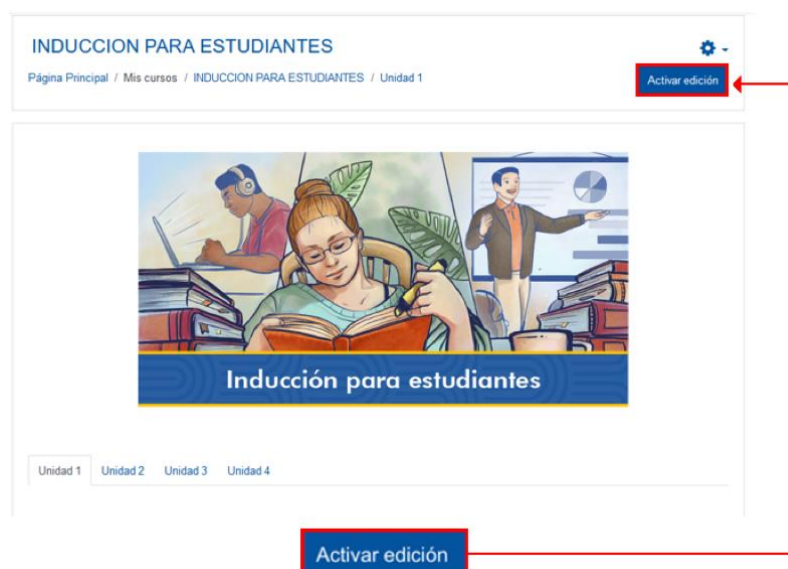 INDUCCION PARA ESTUDIANTES
Página Principal / Mis cursos / INDUCCION PARA ESTUDIANTES / Unidad 1
Activar edición
Inducción para estudiantes
Unidad 1 Unidad 2 Unidad 3 Unidad 4
Activar edición